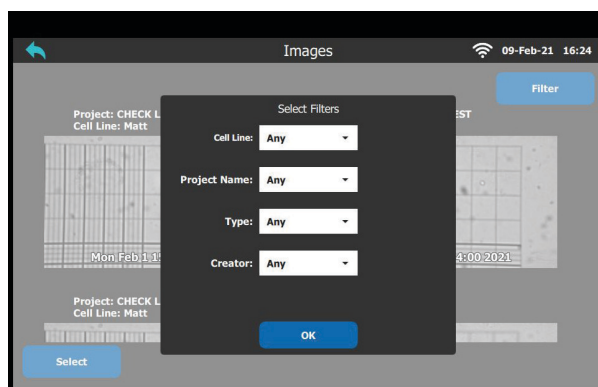 Images
09-Feb-21 16:24
Filter
Project: CHECK L
EST
Cell Line: Matt
Select Filters
Cell Line: Any
Project Name: Any
Type: Any
Creator: Any
Mon Feb 1 1
4:00 2021
Project: CHECK L
Cell Line: Matt
OK
Select